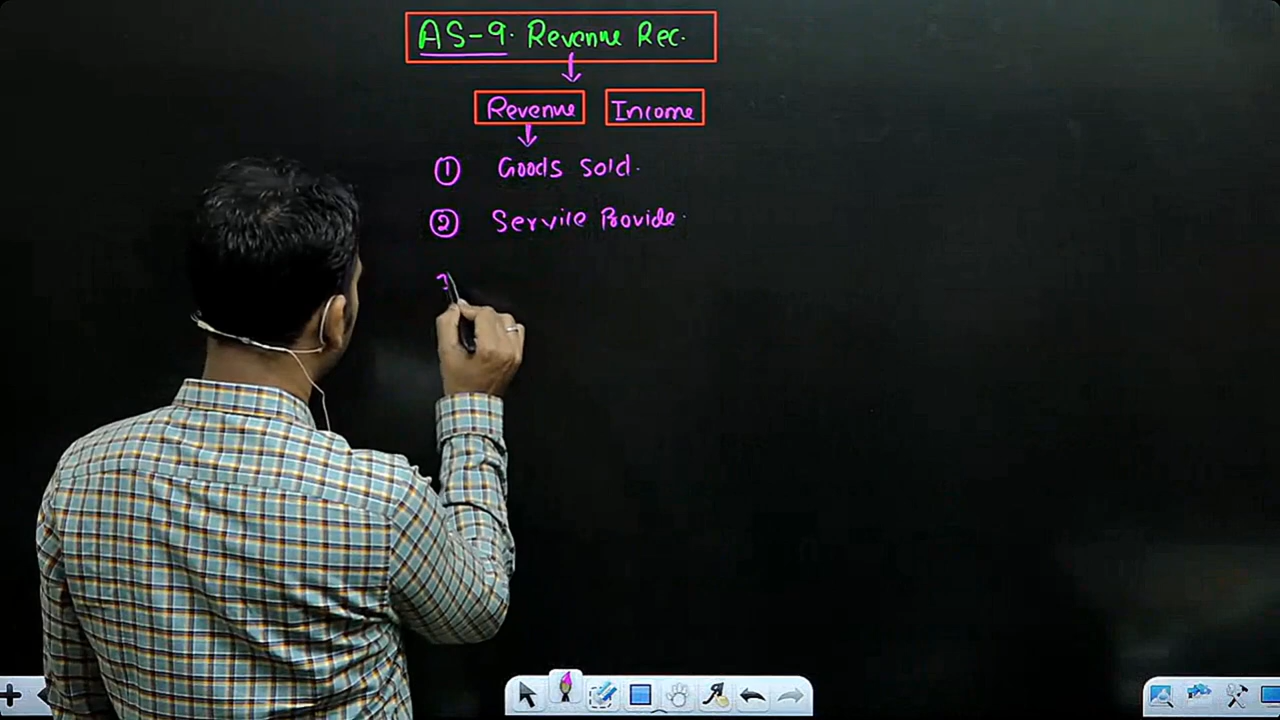 AS-9. Revenue Rec.
Revenue Income
① Goods sold.
② Service Provide.